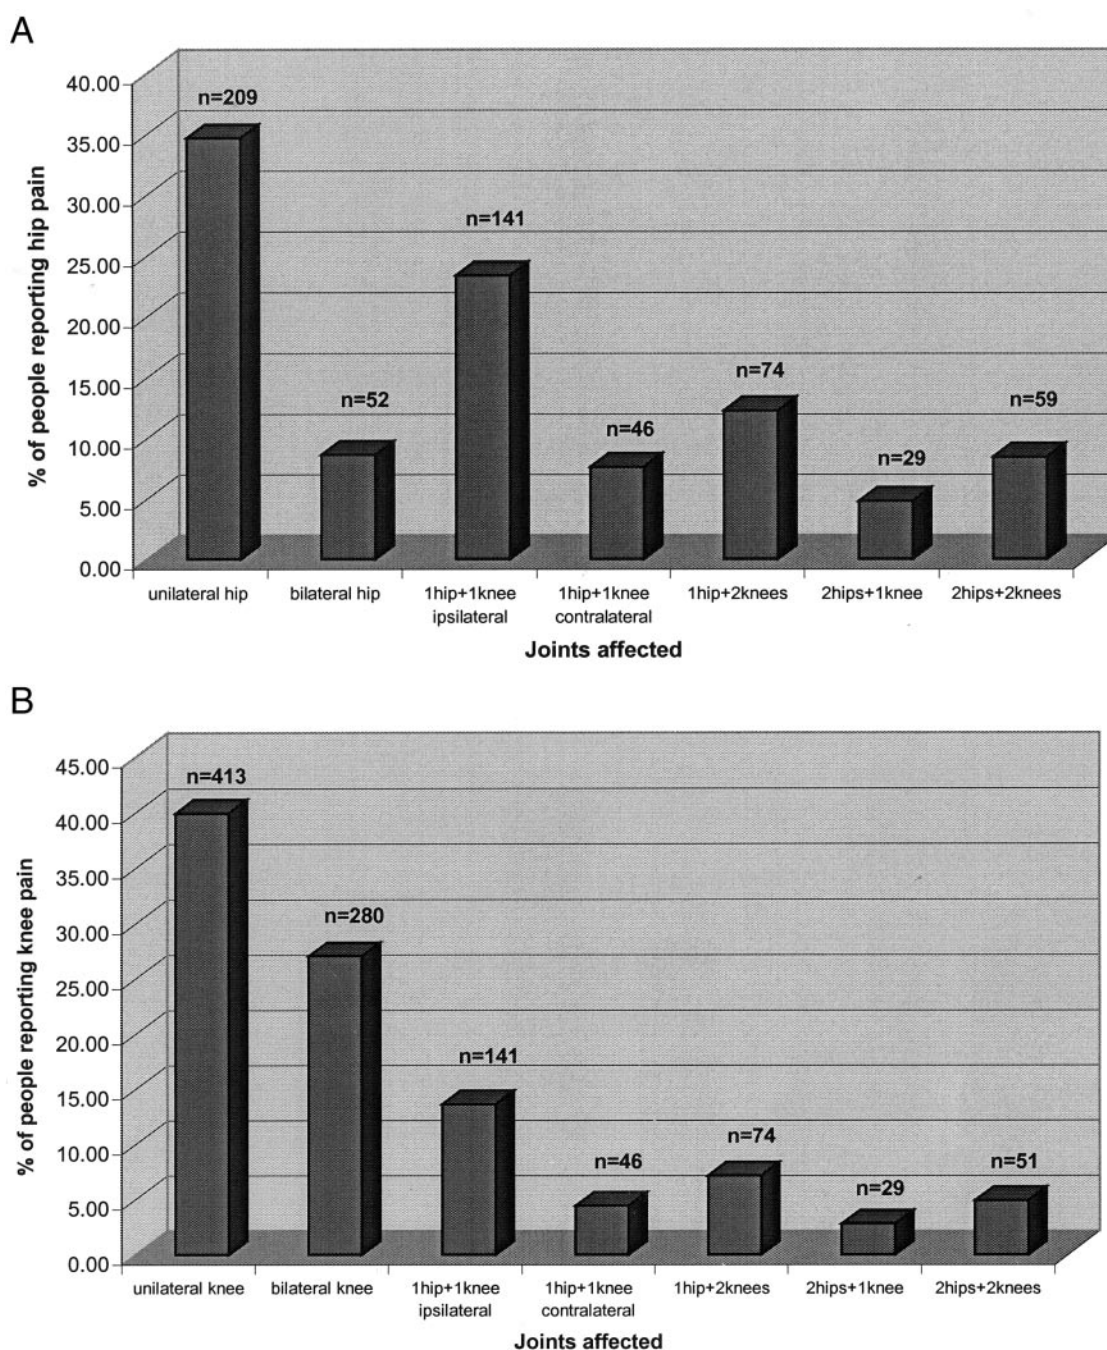 A
% of people reporting hip pain
40.00
35.00
30.00
25.00
20.00
15.00
10.00
5.00
0.00
n=209
n=52
n=141
n=46
n=74
n=29
n=59
unilateral hip
bilateral hip
1hip+1knee
ipsilateral
1hip+1knee
contralateral
1hip+2knees
2hips+1knee
2hips+2knees
Joints affected
B
% of people reporting knee pain
45.00
40.00
35.00
30.00
25.00
20.00
15.00
10.00
5.00
0.00
n=413
n=280
n=141
n=46
n=74
n=29
n=51
unilateral knee
bilateral knee
1hip+1knee
ipsilateral
1hip+1knee
contralateral
1hip+2knees
2hips+1knee
2hips+2knees
Joints affected